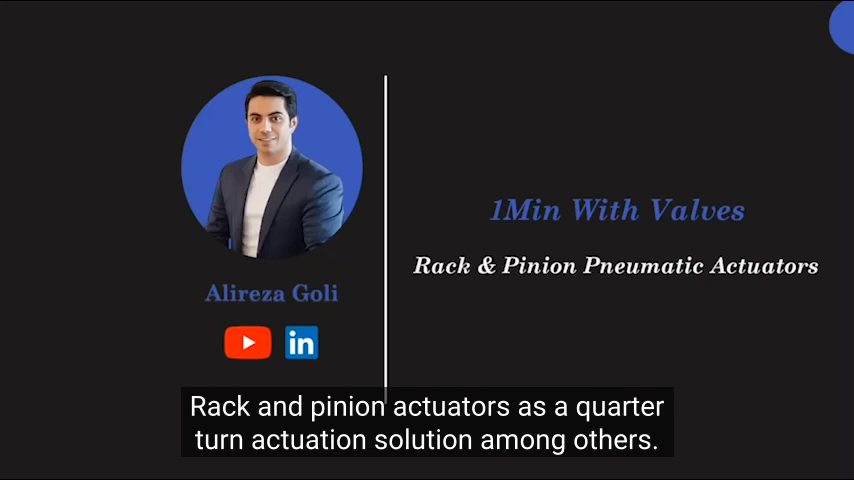 1Min With Valves
Rack & Pinion Pneumatic Actuators
Alireza Goli
in
Rack and pinion actuators as a quarter
turn actuation solution among others.